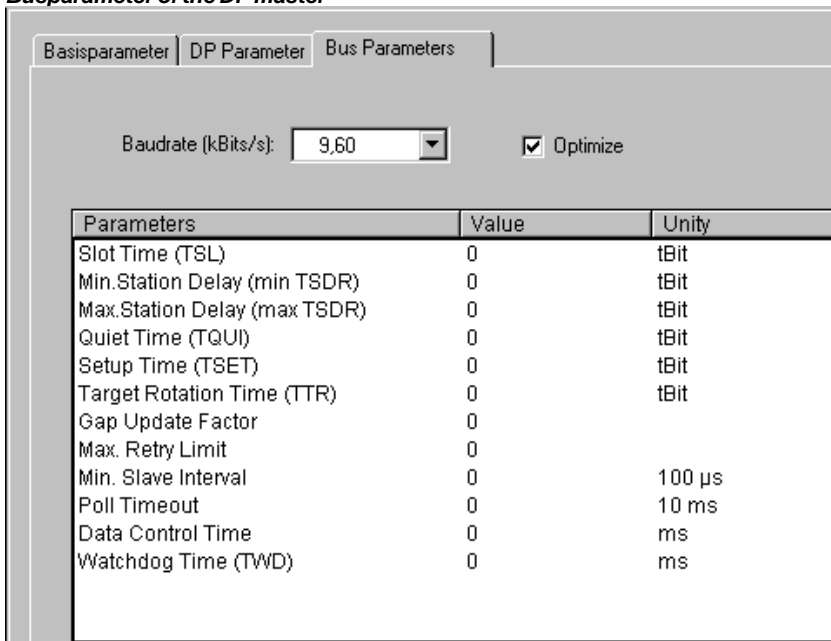 Busparameter of the DP master
Basisparameter DP Parameter Bus Parameters
Baudrate (kBits/s): 9,60 Optimize
Parameters Value Unity
Slot Time (TSL) 0 tBit
Min.Station Delay (min TSDR) 0 tBit
Max.Station Delay (max TSDR) 0 tBit
Quiet Time (TQUI) 0 tBit
Setup Time (TSET) 0 tBit
Target Rotation Time (TTR) 0 tBit
Gap Update Factor 0
Max. Retry Limit 0
Min. Slave Interval 0 100 µs
Poll Timeout 0 10 ms
Data Control Time 0 ms
Watchdog Time (TWD) 0 ms